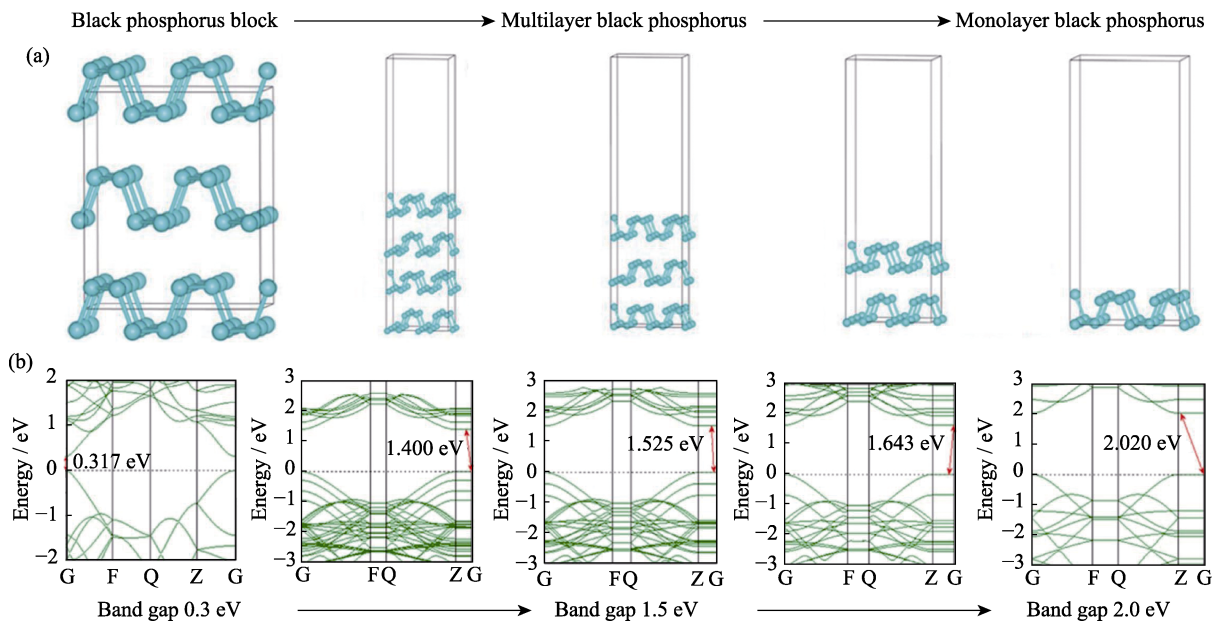 Black phosphorus block Multilayer black phosphorus Monolayer black phosphorus
(a)
(b)
2 3 3 3 3
1 2 2 2 2
1 1 1 1
0.317 eV 1.400 eV 1.525 eV 1.643 eV 2.020 eV
0 0 0 0 0
−1 −1 −1 −1 −1
−2 −2 −2 −2
−2 −3 −3 −3 −3
Energy / eV Energy / eV Energy / eV Energy / eV Energy / eV
G F Q Z G F Q Z G G F Q Z G G F Q Z G G F Q Z G
Band gap 0.3 eV Band gap 1.5 eV Band gap 2.0 eV